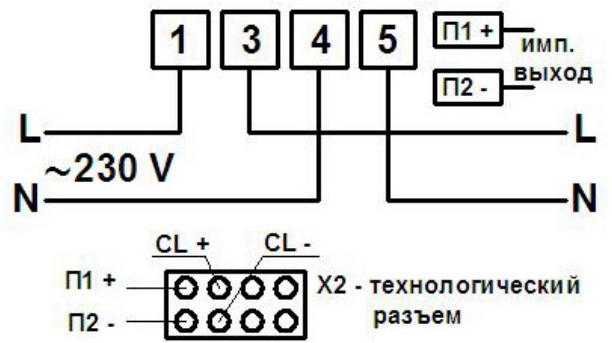 1 3 4 5 П1 + имп.
П2 - выход
L L
~230 V
N N
CL + CL -
П1 + X2 - технологический
П2 - разъем